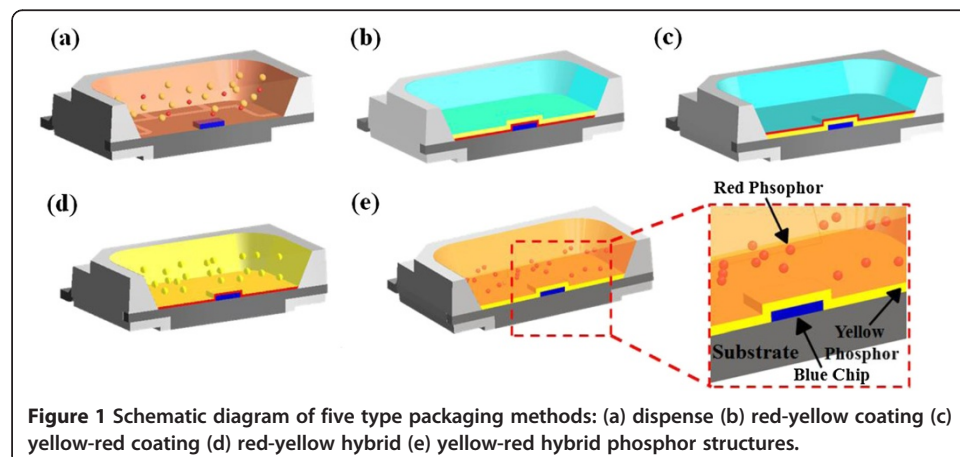 (a)
(b)
(c)
(d)
(e)
Red Phsophor
Yellow
Substrate Phosphor
Blue Chip
Figure 1 Schematic diagram of five type packaging methods: (a) dispense (b) red-yellow coating (c)
yellow-red coating (d) red-yellow hybrid (e) yellow-red hybrid phosphor structures.